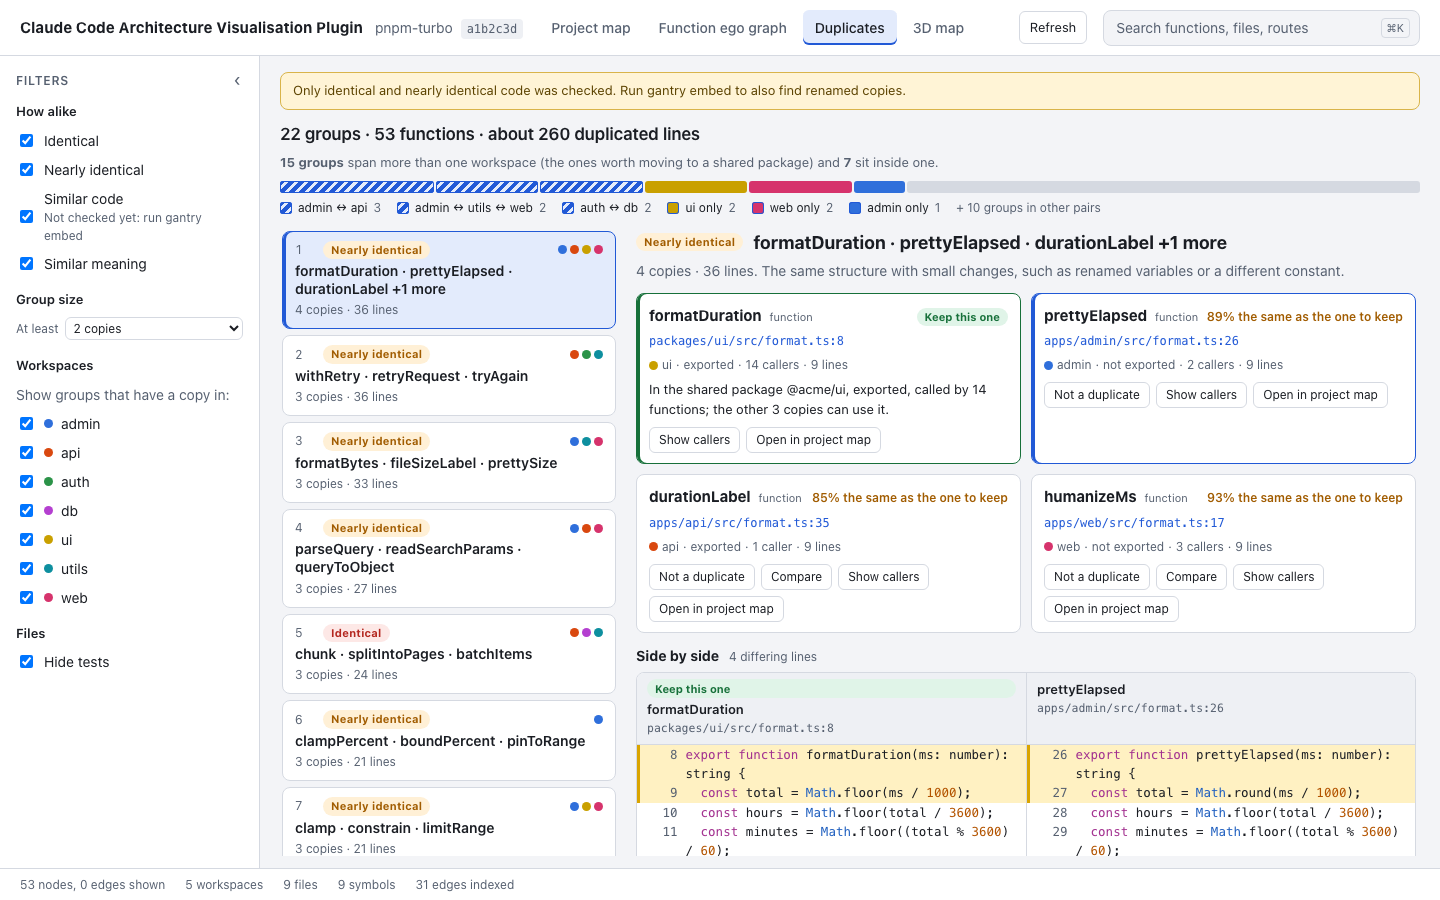 Claude Code Architecture Visualisation Plugin pnpm-turbo a1b2c3d Project map Function ego graph Duplicates 3D map Refresh Search functions, files, routes ⌘K
FILTERS
How alike
Identical
Nearly identical
Similar code
Not checked yet: run gantry
embed
Similar meaning
Group size
At least 2 copies
Workspaces
Show groups that have a copy in:
admin
api
auth
db
ui
utils
web
Files
Hide tests
Only identical and nearly identical code was checked. Run gantry embed to also find renamed copies.
22 groups · 53 functions · about 260 duplicated lines
15 groups span more than one workspace (the ones worth moving to a shared package) and 7 sit inside one.
admin ↔ api 3 admin ↔ utils ↔ web 2 auth ↔ db 2 ui only 2 web only 2 admin only 1 + 10 groups in other pairs
1 Nearly identical
formatDuration · prettyElapsed ·
durationLabel +1 more
4 copies · 36 lines
2 Nearly identical
withRetry · retryRequest · tryAgain
3 copies · 36 lines
3 Nearly identical
formatBytes · fileSizeLabel · prettySize
3 copies · 33 lines
4 Nearly identical
parseQuery · readSearchParams ·
queryToObject
3 copies · 27 lines
5 Identical
chunk · splitIntoPages · batchItems
3 copies · 24 lines
6 Nearly identical
clampPercent · boundPercent · pinToRange
3 copies · 21 lines
7 Nearly identical
clamp · constrain · limitRange
3 copies · 21 lines
Nearly identical formatDuration · prettyElapsed · durationLabel +1 more
4 copies · 36 lines. The same structure with small changes, such as renamed variables or a different constant.
formatDuration function Keep this one
packages/ui/src/format.ts:8
ui · exported · 14 callers · 9 lines
In the shared package @acme/ui, exported, called by 14
functions; the other 3 copies can use it.
Show callers Open in project map
prettyElapsed function 89% the same as the one to keep
apps/admin/src/format.ts:26
admin · not exported · 2 callers · 9 lines
Not a duplicate Show callers Open in project map
durationLabel function 85% the same as the one to keep
apps/api/src/format.ts:35
api · exported · 1 caller · 9 lines
Not a duplicate Compare Show callers
Open in project map
humanizeMs function 93% the same as the one to keep
apps/web/src/format.ts:17
web · not exported · 3 callers · 9 lines
Not a duplicate Compare Show callers
Open in project map
Side by side 4 differing lines
Keep this one
formatDuration
packages/ui/src/format.ts:8
8 export function formatDuration(ms: number):
string {
9 const total = Math.floor(ms / 1000);
10 const hours = Math.floor(total / 3600);
11 const minutes = Math.floor((total % 3600)
/ 60);
prettyElapsed
apps/admin/src/format.ts:26
26 export function prettyElapsed(ms: number):
string {
27 const total = Math.round(ms / 1000);
28 const hours = Math.floor(total / 3600);
29 const minutes = Math.floor((total % 3600)
/ 60);
53 nodes, 0 edges shown 5 workspaces 9 files 9 symbols 31 edges indexed